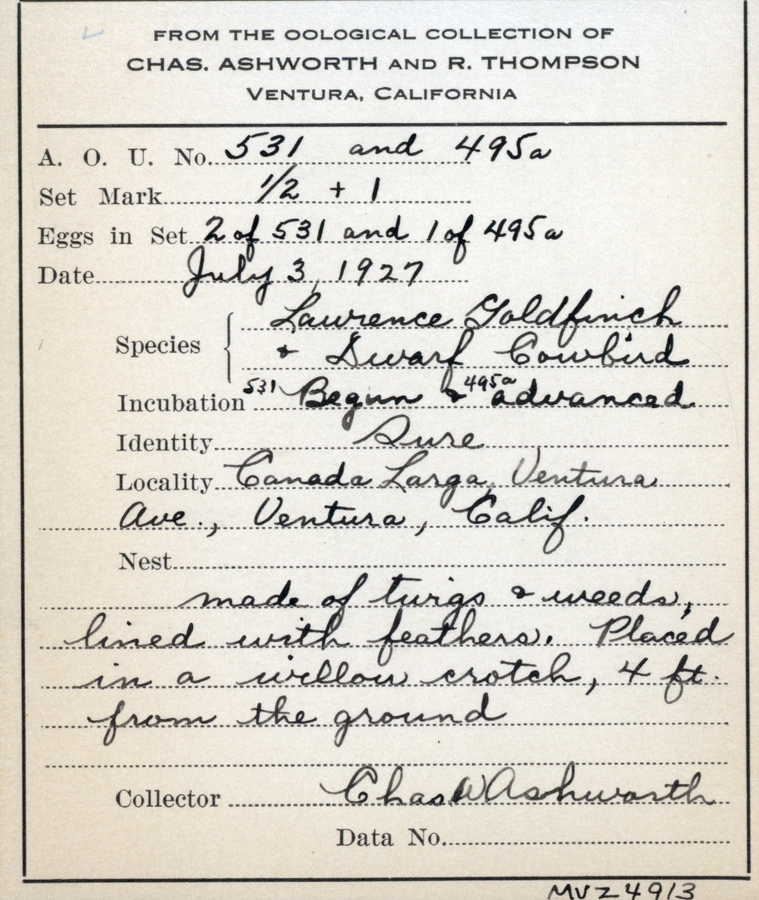 FROM THE OOLOGICAL COLLECTION OF
CHAS. ASHWORTH AND R. THOMPSON
VENTURA, CALIFORNIA
A. O. U. No. 531 and 495a
Set Mark 1/2 + 1
Eggs in Set 2 of 531 and 1 of 495a
Date July 3, 1927
Species Lawrence Goldfinch
& Dwarf Cowbird
Incubation 531 Begun & 495a advanced
Identity Sure
Locality Canada Larga, Ventura
Ave., Ventura, Calif.
Nest
made of twigs & weeds,
lined with feathers. Placed
in a willow crotch, 4 ft.
from the ground
Collector Chas W Ashworth
Data No.
MVZ 4913